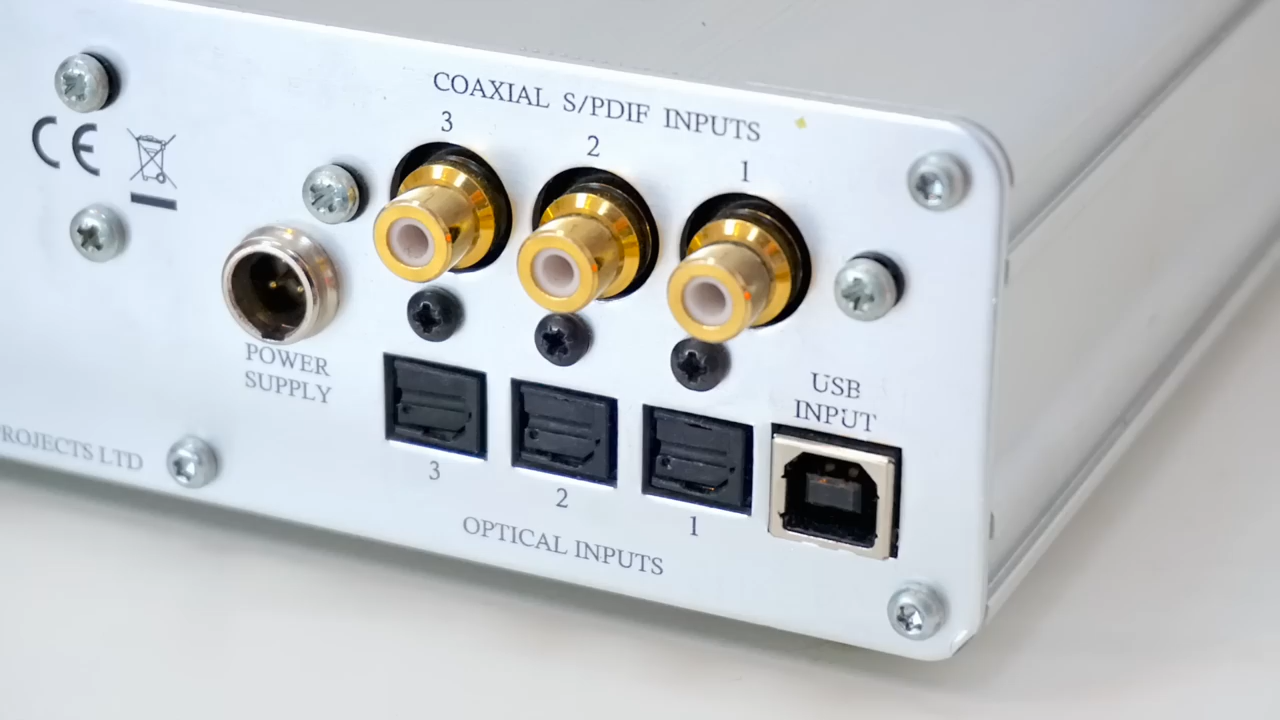 COAXIAL S/PDIF INPUTS
3 2 1
CE
POWER
SUPPLY
USB
INPUT
ROJECTS LTD
3 2 1
OPTICAL INPUTS